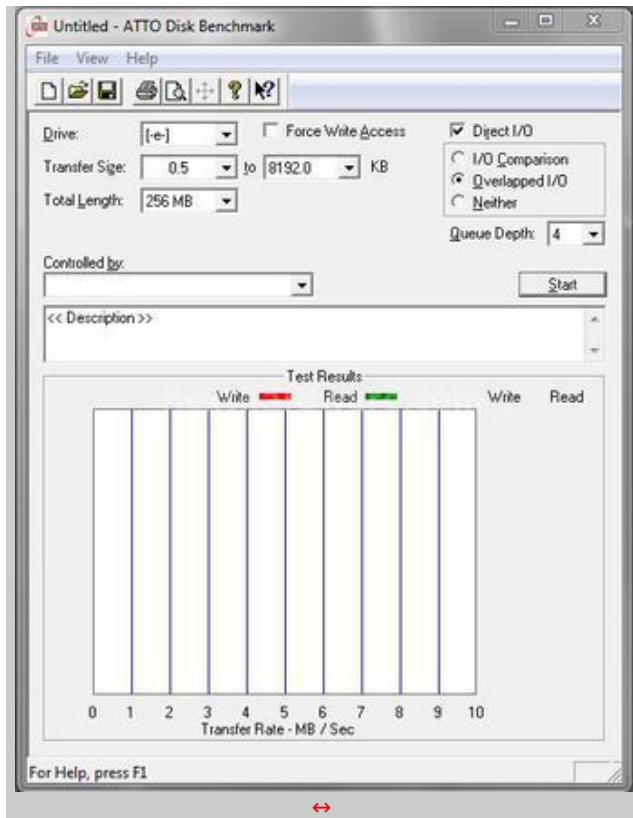 Untitled - ATTO Disk Benchmark
File View Help
Drive: [-e-] Force Write Access Direct I/O
Transfer Size: 0.5 to 8192.0 KB I/O Comparison
Overlapped I/O
Total Length: 256 MB Neither
Queue Depth: 4
Controlled by:
Start
<< Description >>
Test Results
Write Read Write Read
0 1 2 3 4 5 6 7 8 9 10
Transfer Rate - MB / Sec
For Help, press F1